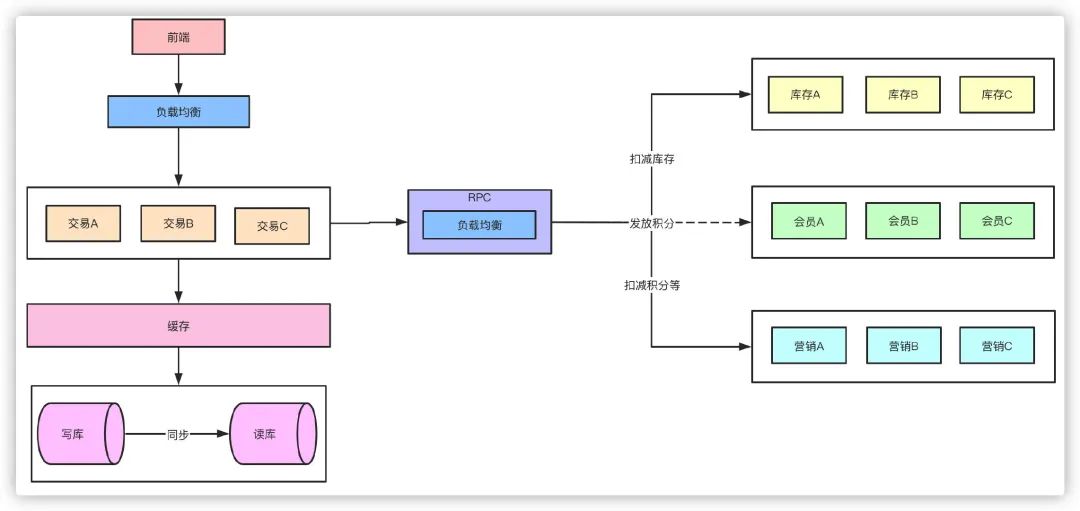 前端
负载均衡
交易A
交易B
交易C
RPC
负载均衡
缓存
写库
同步
读库
扣减库存
发放积分
扣减积分等
库存A
库存B
库存C
会员A
会员B
会员C
营销A
营销B
营销C